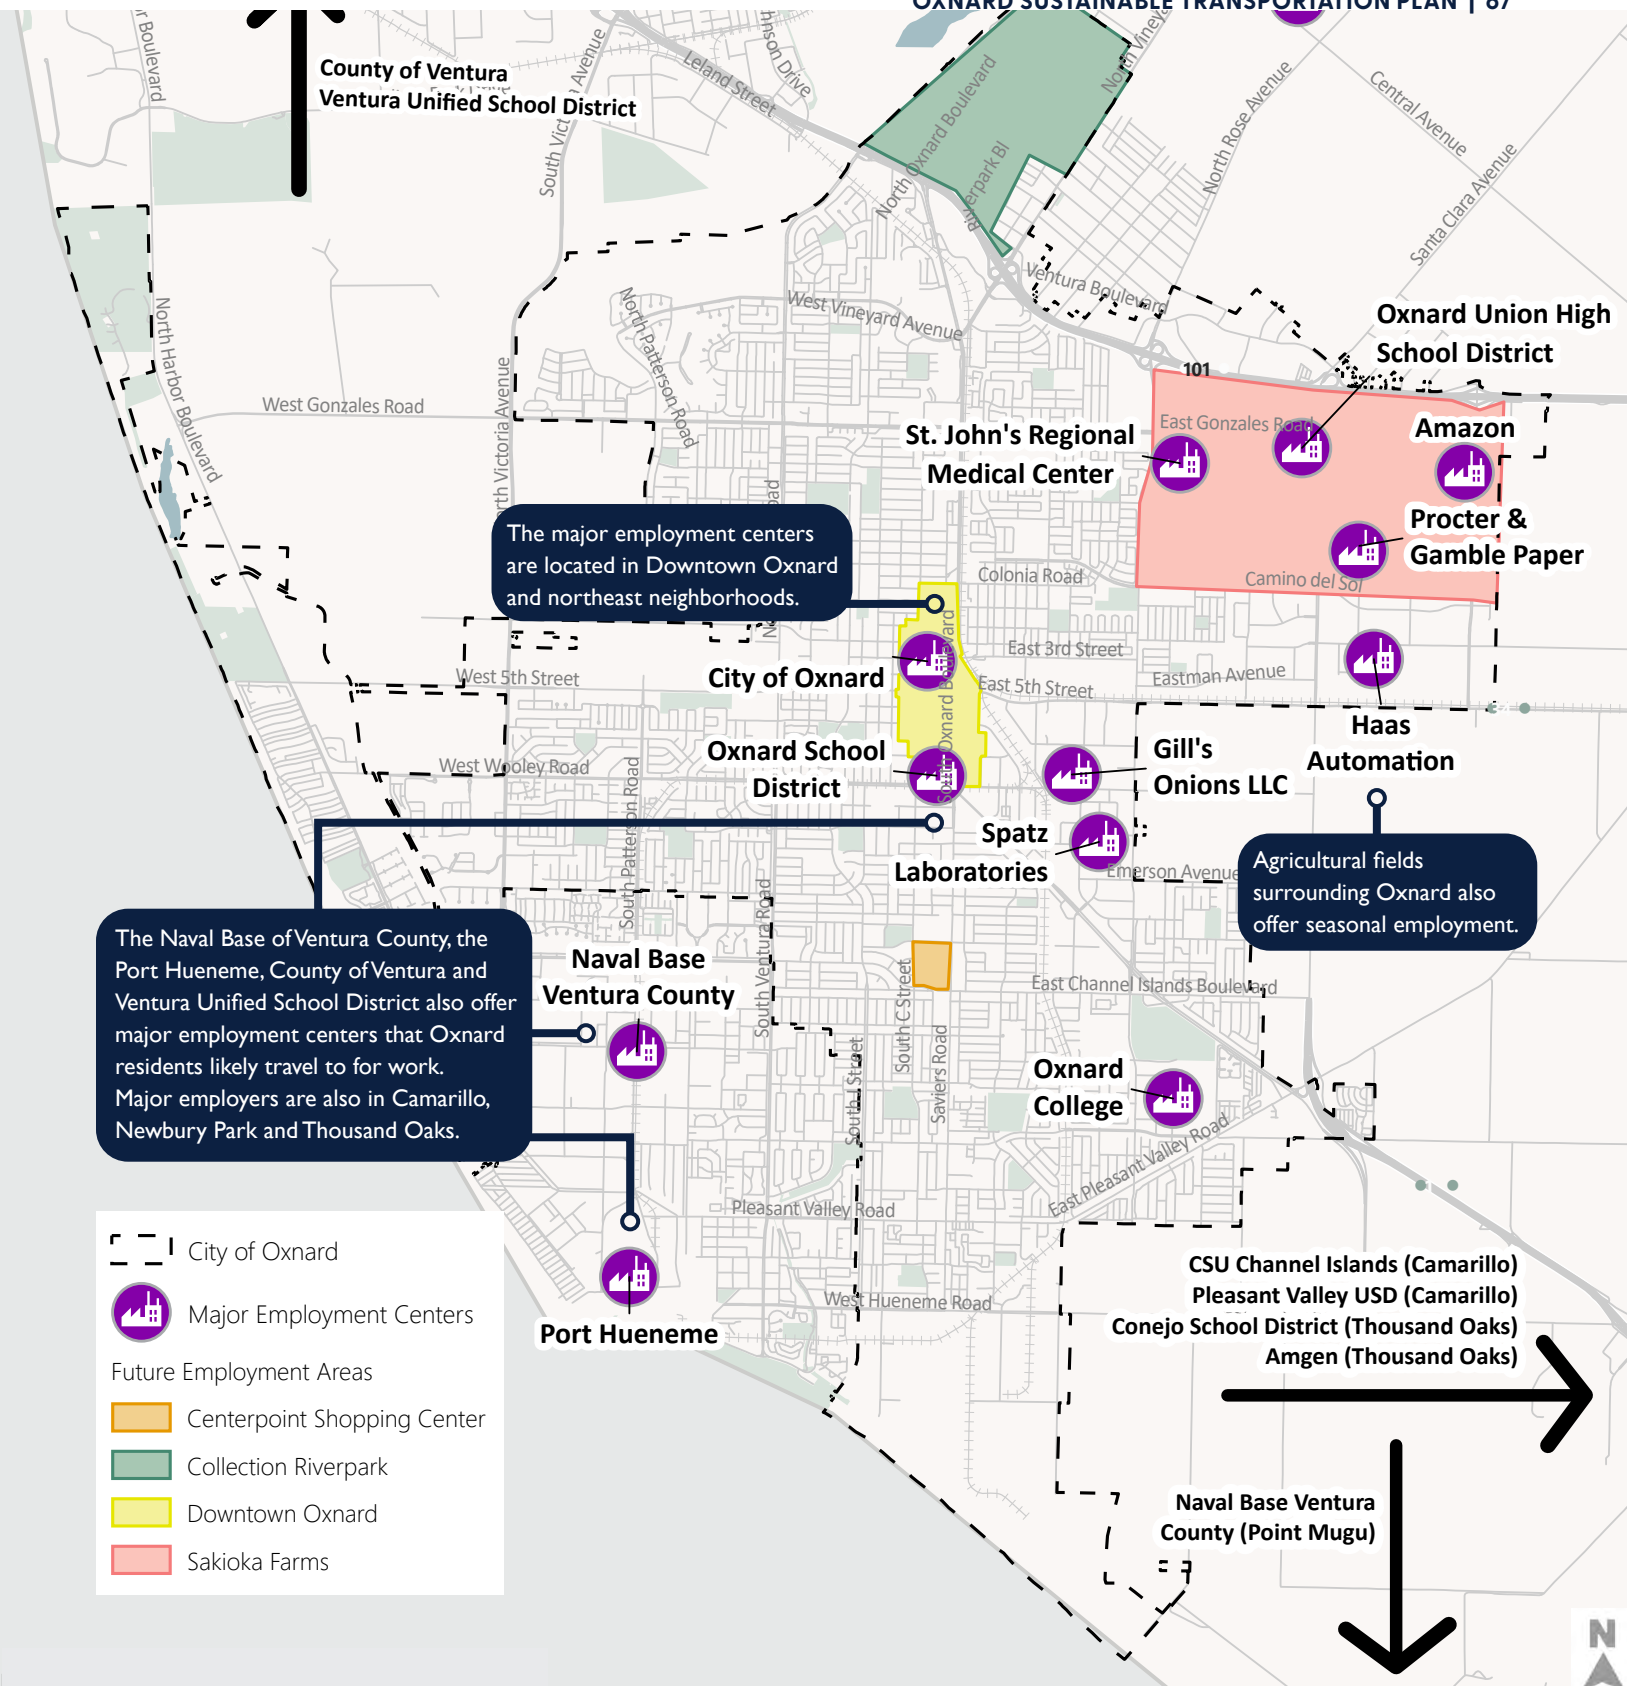 OXNARD SUSTAINABLE TRANSPORTATION PLAN | 67
County of Ventura
Ventura Unified School District
Leland Street
North Oxnard Boulevard
Riverpark Bl
North Rose Avenue
Central Avenue
Santa Clara Avenue
Ventura Boulevard
West Vineyard Avenue
North Patterson Road
North Harbor Boulevard
West Gonzales Road
101
Oxnard Union High
School District
East Gonzales Road
Amazon
St. John's Regional
Medical Center
Procter &
Gamble Paper
Camino del Sol
Colonia Road
The major employment centers
are located in Downtown Oxnard
and northeast neighborhoods.
East 3rd Street
Eastman Avenue
City of Oxnard
West 5th Street
East 5th Street
South Oxnard Boulevard
34
Haas
Automation
Oxnard School
District
Gill's
Onions LLC
West Wooley Road
South Patterson Road
Spatz
Laboratories
Emerson Avenue
Agricultural fields
surrounding Oxnard also
offer seasonal employment.
South Ventura Road
The Naval Base of Ventura County, the
Port Hueneme, County of Ventura and
Ventura Unified School District also offer
major employment centers that Oxnard
residents likely travel to for work.
Major employers are also in Camarillo,
Newbury Park and Thousand Oaks.
Naval Base
Ventura County
South C Street
East Channel Islands Boulevard
South J Street
Saviers Road
Oxnard
College
East Pleasant Valley Road
Pleasant Valley Road
1
West Hueneme Road
Port Hueneme
CSU Channel Islands (Camarillo)
Pleasant Valley USD (Camarillo)
Conejo School District (Thousand Oaks)
Amgen (Thousand Oaks)
Naval Base Ventura
County (Point Mugu)
City of Oxnard
Major Employment Centers
Future Employment Areas
Centerpoint Shopping Center
Collection Riverpark
Downtown Oxnard
Sakioka Farms
N